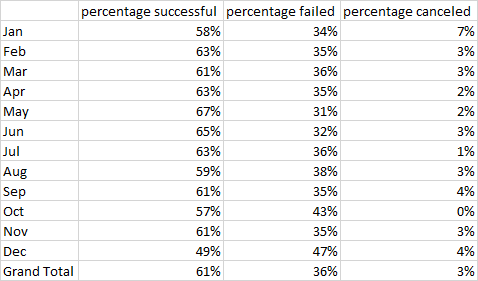 percentage successful percentage failed percentage canceled
Jan 58% 34% 7%
Feb 63% 35% 3%
Mar 61% 36% 3%
Apr 63% 35% 2%
May 67% 31% 2%
Jun 65% 32% 3%
Jul 63% 36% 1%
Aug 59% 38% 3%
Sep 61% 35% 4%
Oct 57% 43% 0%
Nov 61% 35% 3%
Dec 49% 47% 4%
Grand Total 61% 36% 3%